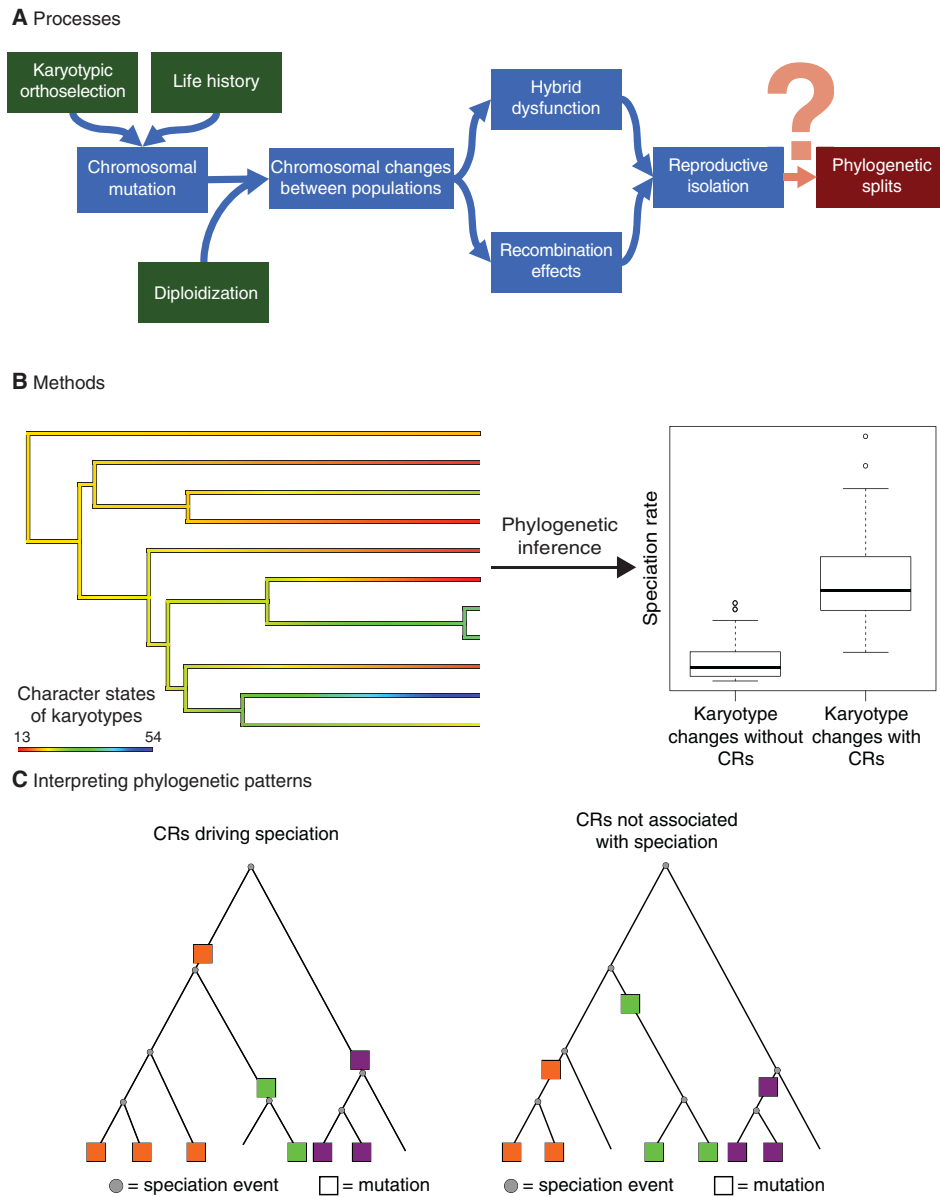 A Processes
Karyotypic
orthoselection
Life history
Hybrid
dysfunction
?
Chromosomal
mutation
Chromosomal changes
between populations
Reproductive
isolation
Phylogenetic
splits
Recombination
effects
Diploidization
B Methods
Phylogenetic
inference
Speciation rate
Character states
of karyotypes
13
54
Karyotype
changes without
CRs
Karyotype
changes with
CRs
C Interpreting phylogenetic patterns
CRs driving speciation
CRs not associated
with speciation
= speciation event
= mutation
= speciation event
= mutation